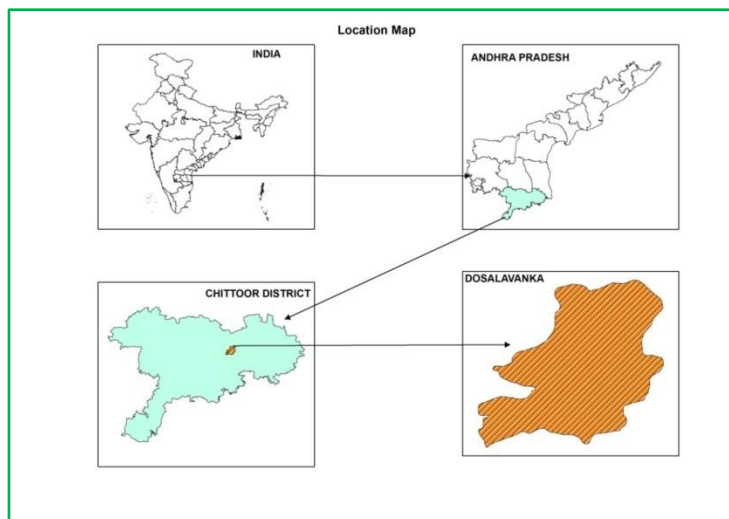 Location Map
INDIA
ANDHRA PRADESH
CHITTOOR DISTRICT
DOSALAVANKA